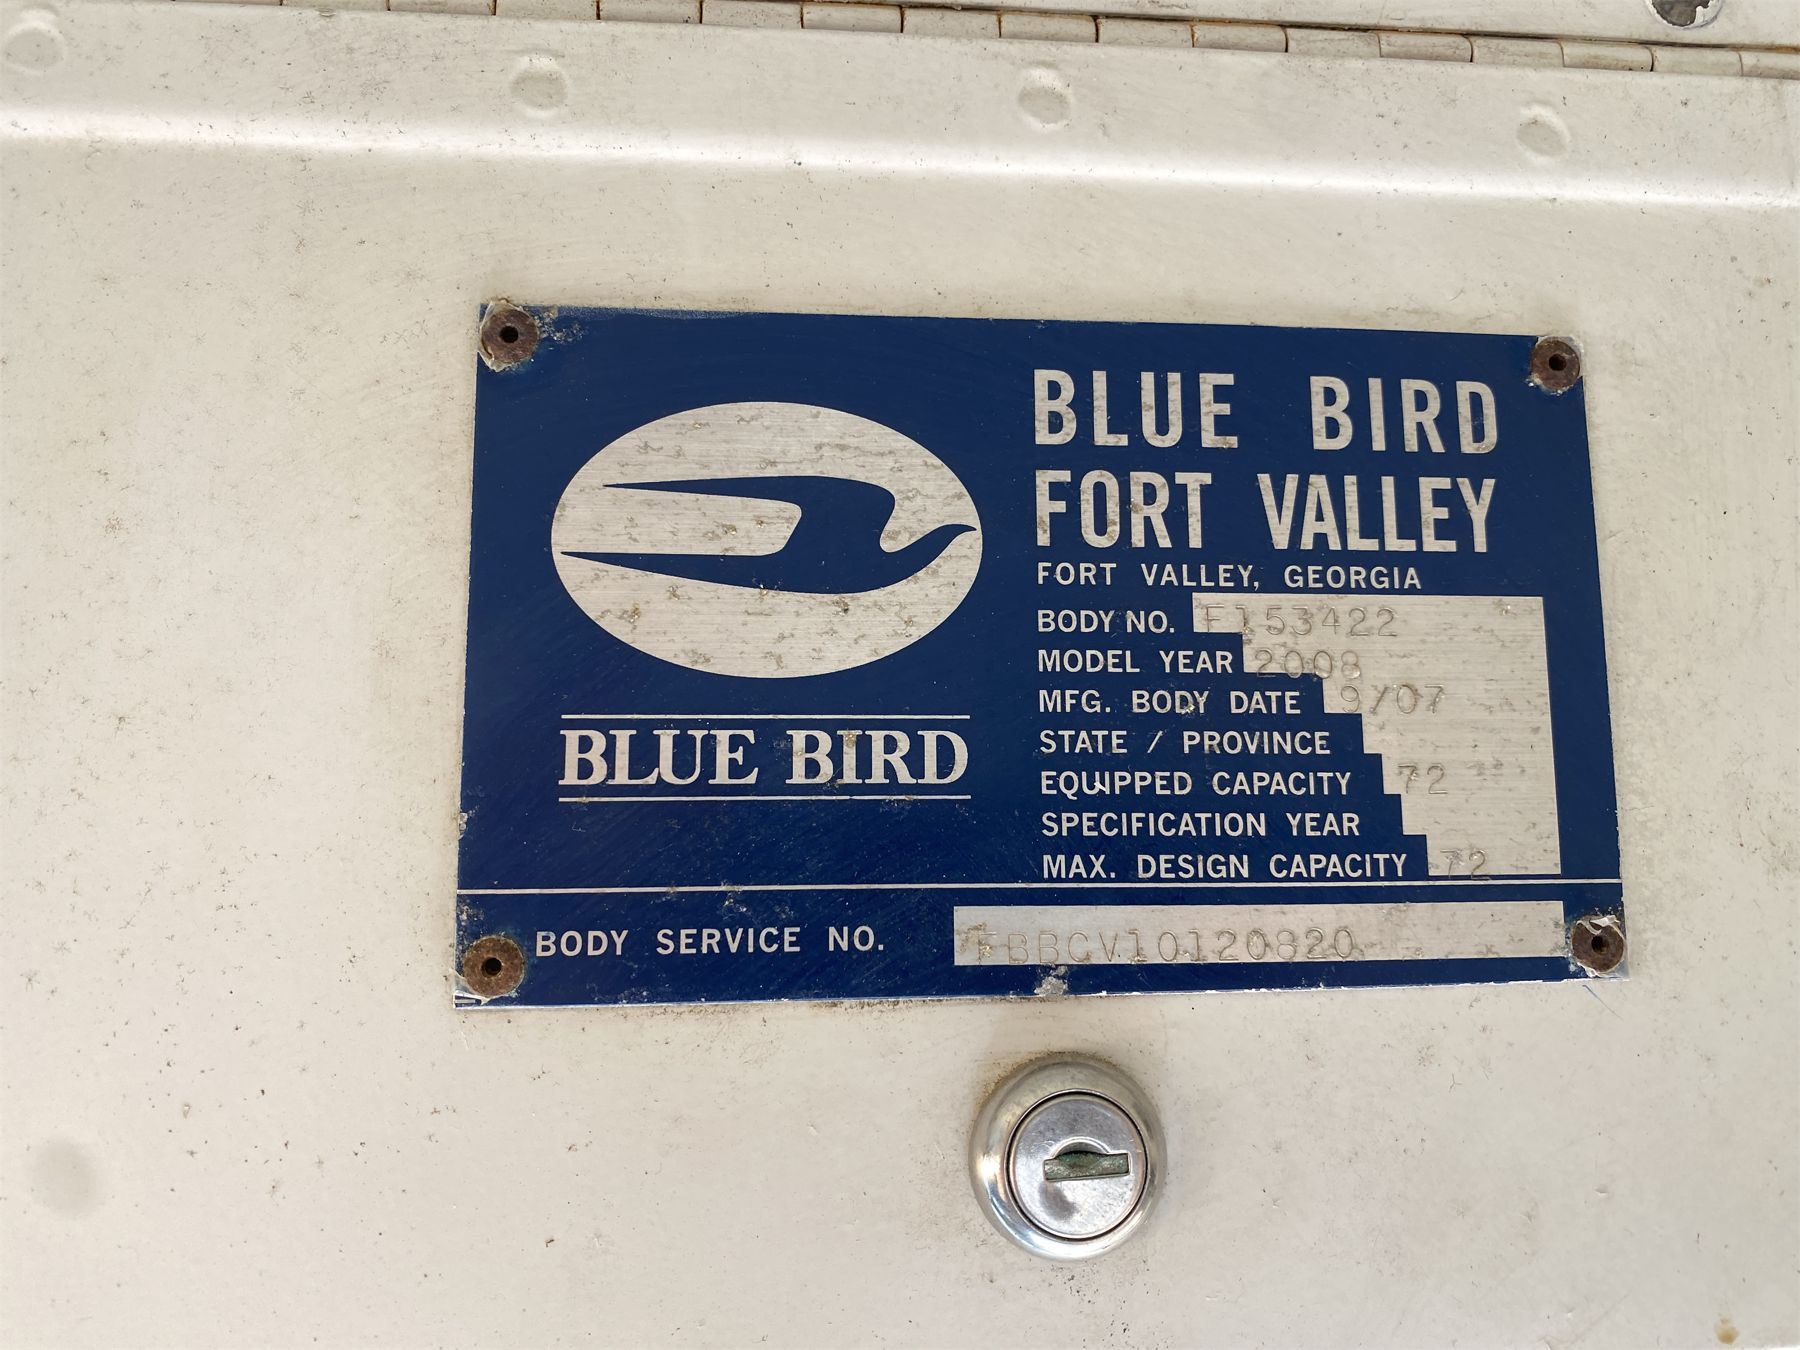 BLUE BIRD
BLUE BIRD
FORT VALLEY
FORT VALLEY, GEORGIA
BODY NO. F153422
MODEL YEAR 2008
MFG. BODY DATE 9/07
STATE / PROVINCE
EQUIPPED CAPACITY 72
SPECIFICATION YEAR
MAX. DESIGN CAPACITY 72
BODY SERVICE NO. FBBCV10120820